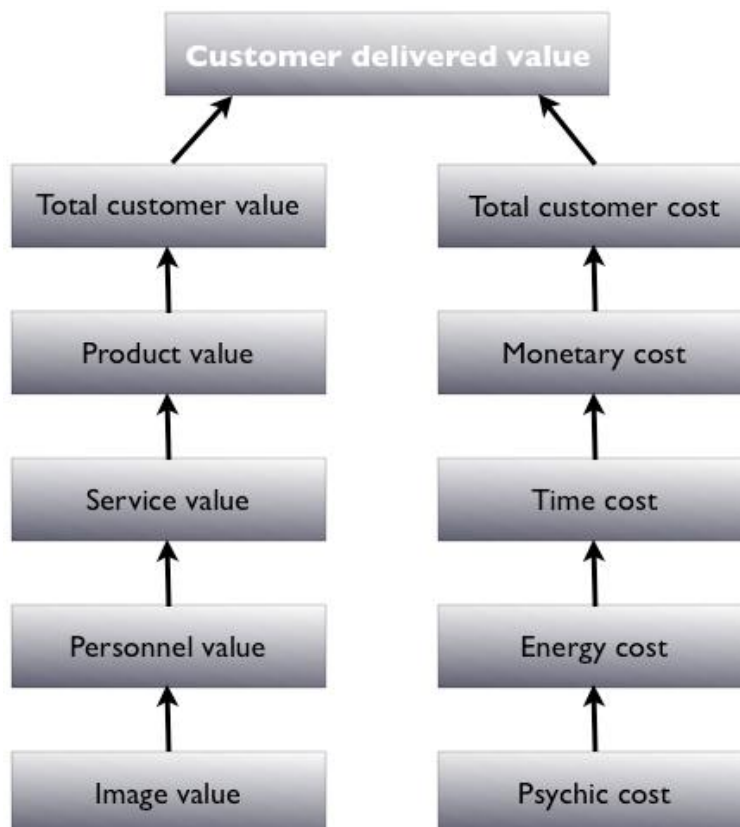 Customer delivered value
Total customer value
Total customer cost
Product value
Monetary cost
Service value
Time cost
Personnel value
Energy cost
Image value
Psychic cost